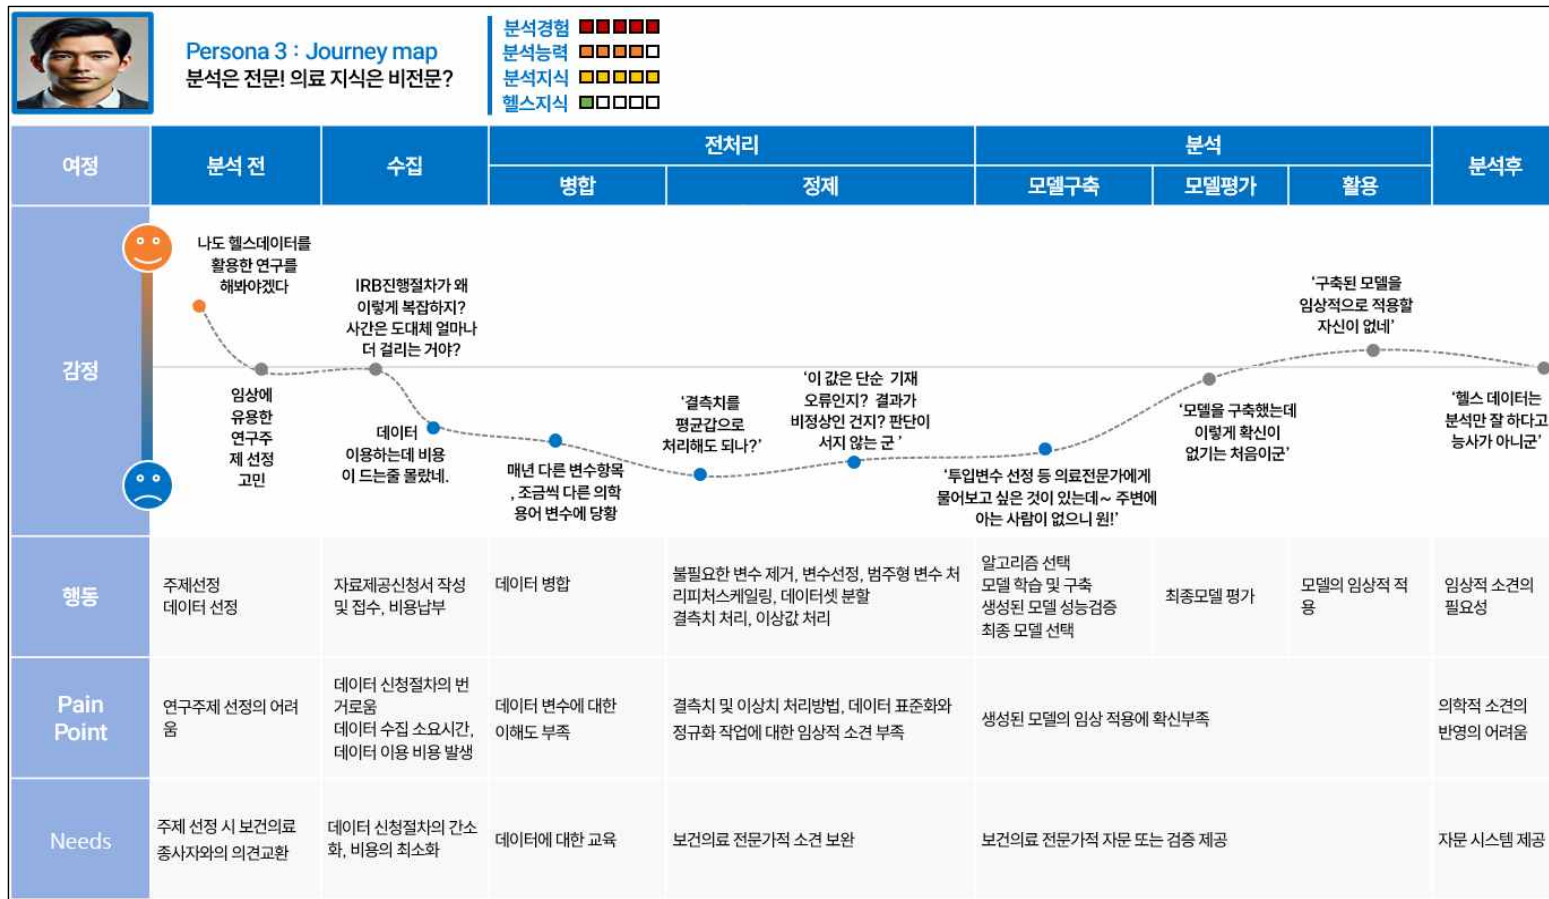 Persona 3 : Journey map
분석은 전문! 의료 지식은 비전문?
분석경험
분석능력
분석지식
헬스지식
여정
분석 전
수집
전처리
병합
정제
분석
모델구축
모델평가
활용
분석후
감정
나도 헬스데이터를
활용한 연구를
해봐야겠다
임상에
유용한
연구주
제 선정
고민
IRB진행절차가 왜
이렇게 복잡하지?
사간은 도대체 얼마나
더 걸리는 거야?
데이터
이용하는데 비용
이 드는줄 몰랐네.
매년 다른 변수항목
, 조금씩 다른 의학
용어 변수에 당황
'결측치를
평균갑으로
처리해도 되나?'
'이 값은 단순 기재
오류인지? 결과가
비정상인 건지? 판단이
서지 않는 군 '
'투입변수 선정 등 의료전문가에게
물어보고 싶은 것이 있는데~ 주변에
아는 사람이 없으니 원!'
'모델을 구축했는데
이렇게 확신이
없기는 처음이군'
'구축된 모델을
임상적으로 적용할
자신이 없네'
'헬스 데이터는
분석만 잘 하다고
능사가 아니군'
행동
주제선정
데이터 선정
자료제공신청서 작성
및 접수, 비용납부
데이터 병합
불필요한 변수 제거, 변수선정, 범주형 변수 처
리피처스케일링, 데이터셋 분할
결측치 처리, 이상값 처리
알고리즘 선택
모델 학습 및 구축
생성된 모델 성능검증
최종 모델 선택
최종모델 평가
모델의 임상적 적
용
임상적 소견의
필요성
Pain
Point
연구주제 선정의 어려
움
데이터 신청절차의 번
거로움
데이터 수집 소요시간,
데이터 이용 비용 발생
데이터 변수에 대한
이해도 부족
결측치 및 이상치 처리방법, 데이터 표준화와
정규화 작업에 대한 임상적 소견 부족
생성된 모델의 임상 적용에 확신부족
의학적 소견의
반영의 어려움
Needs
주제 선정 시 보건의료
종사자와의 의견교환
데이터 신청절차의 간소
화, 비용의 최소화
데이터에 대한 교육
보건의료 전문가적 소견 보완
보건의료 전문가적 자문 또는 검증 제공
자문 시스템 제공